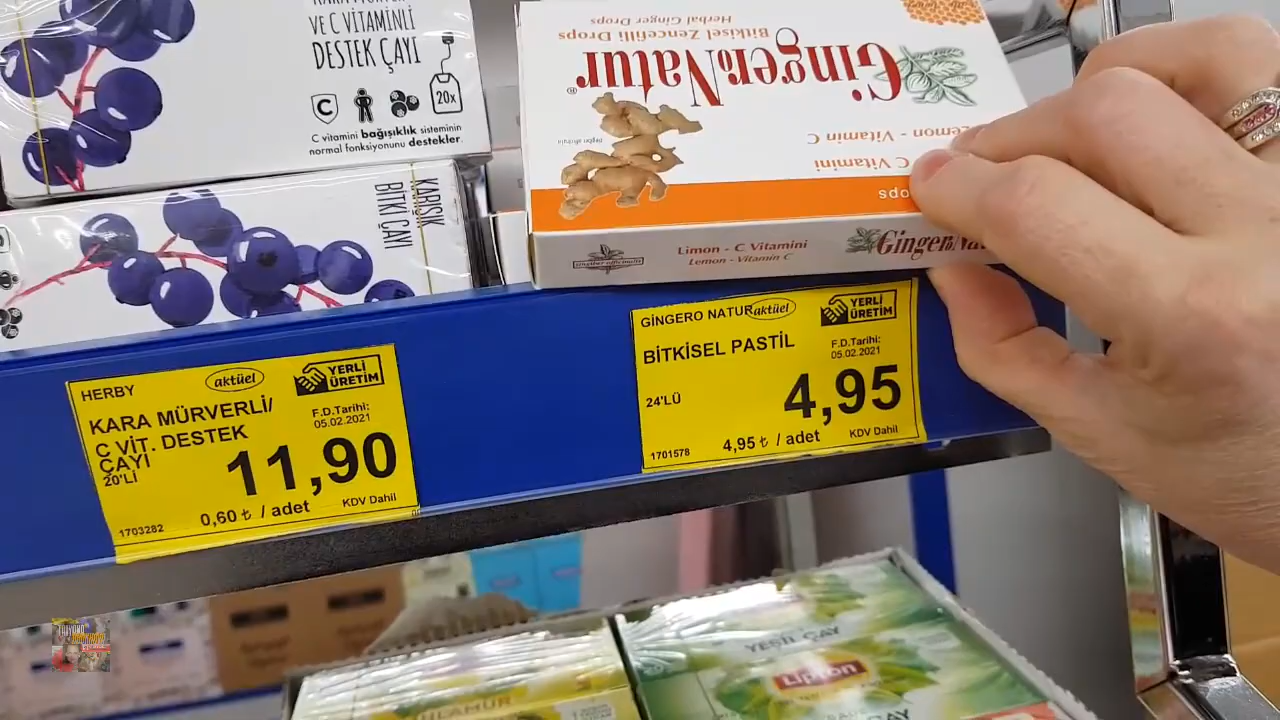 VE C VİTAMİNLİ
DESTEK ÇAYI
C
20x
C vitamini bağışıklık sisteminin
normal fonksiyonunu destekler.
KARIŞIK
BİTKİ ÇAYI
Herbal Ginger Drops
Bitkisel Zencefilli Drops
GingeroNatur®
Lemon - Vitamin C
C Vitamini
Limon - C Vitamini
Lemon - Vitamin C
HERBY
aktüel
YERLİ
ÜRETİM
KARA MÜRVERLİ/
C VİT. DESTEK
ÇAYI
20'Lİ
F.D.Tarihi:
05.02.2021
11,90
0,60 ₺ / adet
KDV Dahil
1703282
GİNGERO NATUR
aktüel
YERLİ
ÜRETİM
BİTKİSEL PASTİL
F.D.Tarihi:
05.02.2021
24'LÜ
4,95
4,95 ₺ / adet
KDV Dahil
1701578
YEŞİL ÇAY
Lipton
IHLAMUR